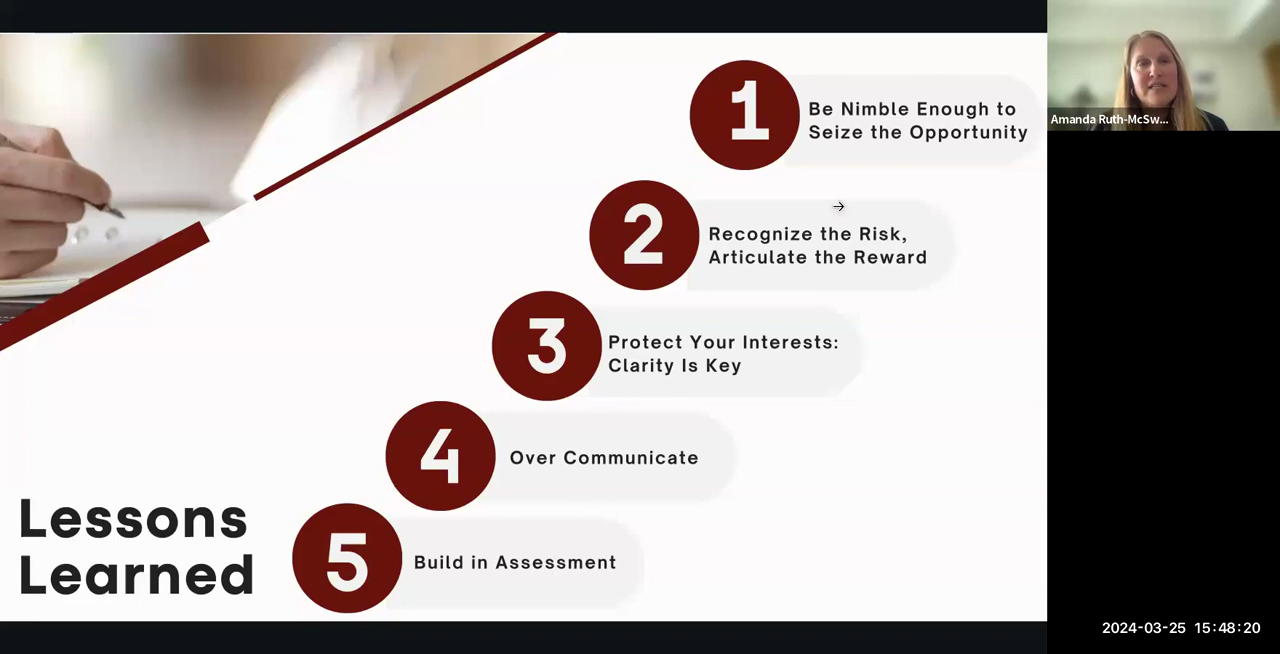 1
Be Nimble Enough to
Seize the Opportunity
2
Recognize the Risk,
Articulate the Reward
3
Protect Your Interests:
Clarity Is Key
4
Over Communicate
5
Build in Assessment
Lessons
Learned
Amanda Ruth-McSw...
2024-03-25 15:48:20